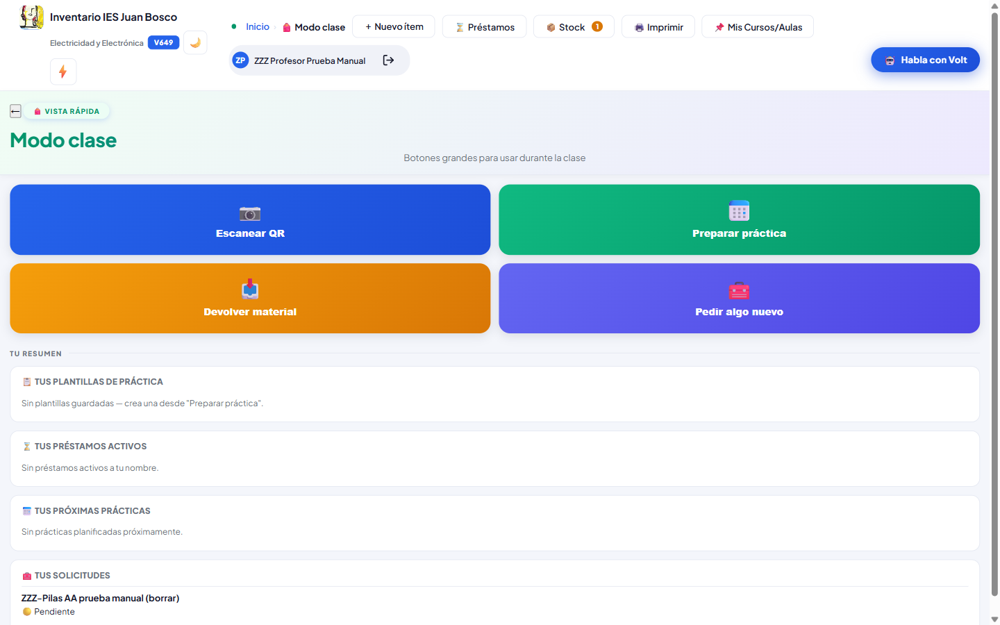 Inventario IES Juan Bosco
Electricidad y Electrónica V649
Inicio › Modo clase
+ Nuevo ítem
Préstamos
Stock 1
Imprimir
Mis Cursos/Aulas
ZP ZZZ Profesor Prueba Manual
Habla con Volt
← VISTA RÁPIDA
Modo clase
Botones grandes para usar durante la clase
Escanear QR
Preparar práctica
Devolver material
Pedir algo nuevo
TU RESUMEN
TUS PLANTILLAS DE PRÁCTICA
Sin plantillas guardadas — crea una desde "Preparar práctica".
TUS PRÉSTAMOS ACTIVOS
Sin préstamos activos a tu nombre.
TUS PRÓXIMAS PRÁCTICAS
Sin prácticas planificadas próximamente.
TUS SOLICITUDES
ZZZ-Pilas AA prueba manual (borrar)
Pendiente